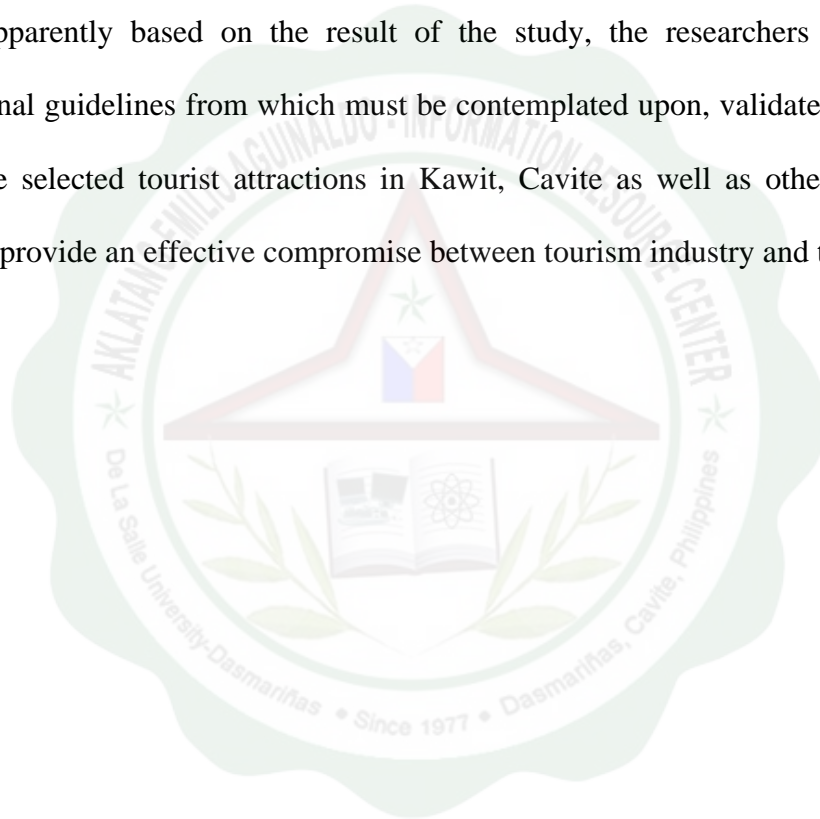 pparently based on the result of the study, the researchers
nal guidelines from which must be contemplated upon, validate
e selected tourist attractions in Kawit, Cavite as well as othe
provide an effective compromise between tourism industry and t
AKLATANG EMILIO AGUINALDO - INFORMATION RESOURCE CENTER
De La Salle University-Dasmariñas • Since 1977 • Dasmariñas, Cavite, Philippines